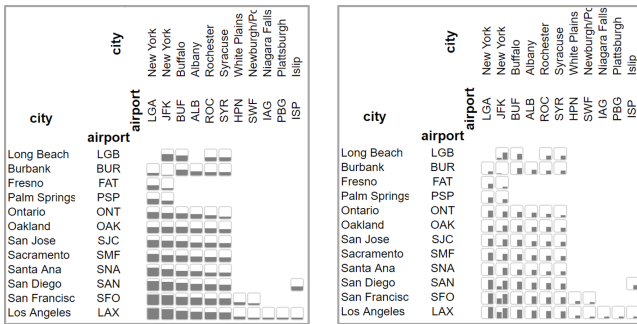 city
New York
New York
Buffalo
Albany
Rochester
Syracuse
White Plains
Newburgh/Pc
Niagara Falls
Plattsburgh
Islip
city
airport
airport
LGA
JFK
BUF
ALB
ROC
SYR
HPN
SWF
IAG
PBG
ISP
Long Beach LGB
Burbank BUR
Fresno FAT
Palm Springs PSP
Ontario ONT
Oakland OAK
San Jose SJC
Sacramento SMF
Santa Ana SNA
San Diego SAN
San Francisc SFO
Los Angeles LAX
city
New York
New York
Buffalo
Albany
Rochester
Syracuse
White Plains
Newburgh/Pc
Niagara Falls
Plattsburgh
Islip
city
airport
airport
LGA
JFK
BUF
ALB
ROC
SYR
HPN
SWF
IAG
PBG
ISP
Long Beach LGB
Burbank BUR
Fresno FAT
Palm Springs PSP
Ontario ONT
Oakland OAK
San Jose SJC
Sacramento SMF
Santa Ana SNA
San Diego SAN
San Francisc SFO
Los Angeles LAX